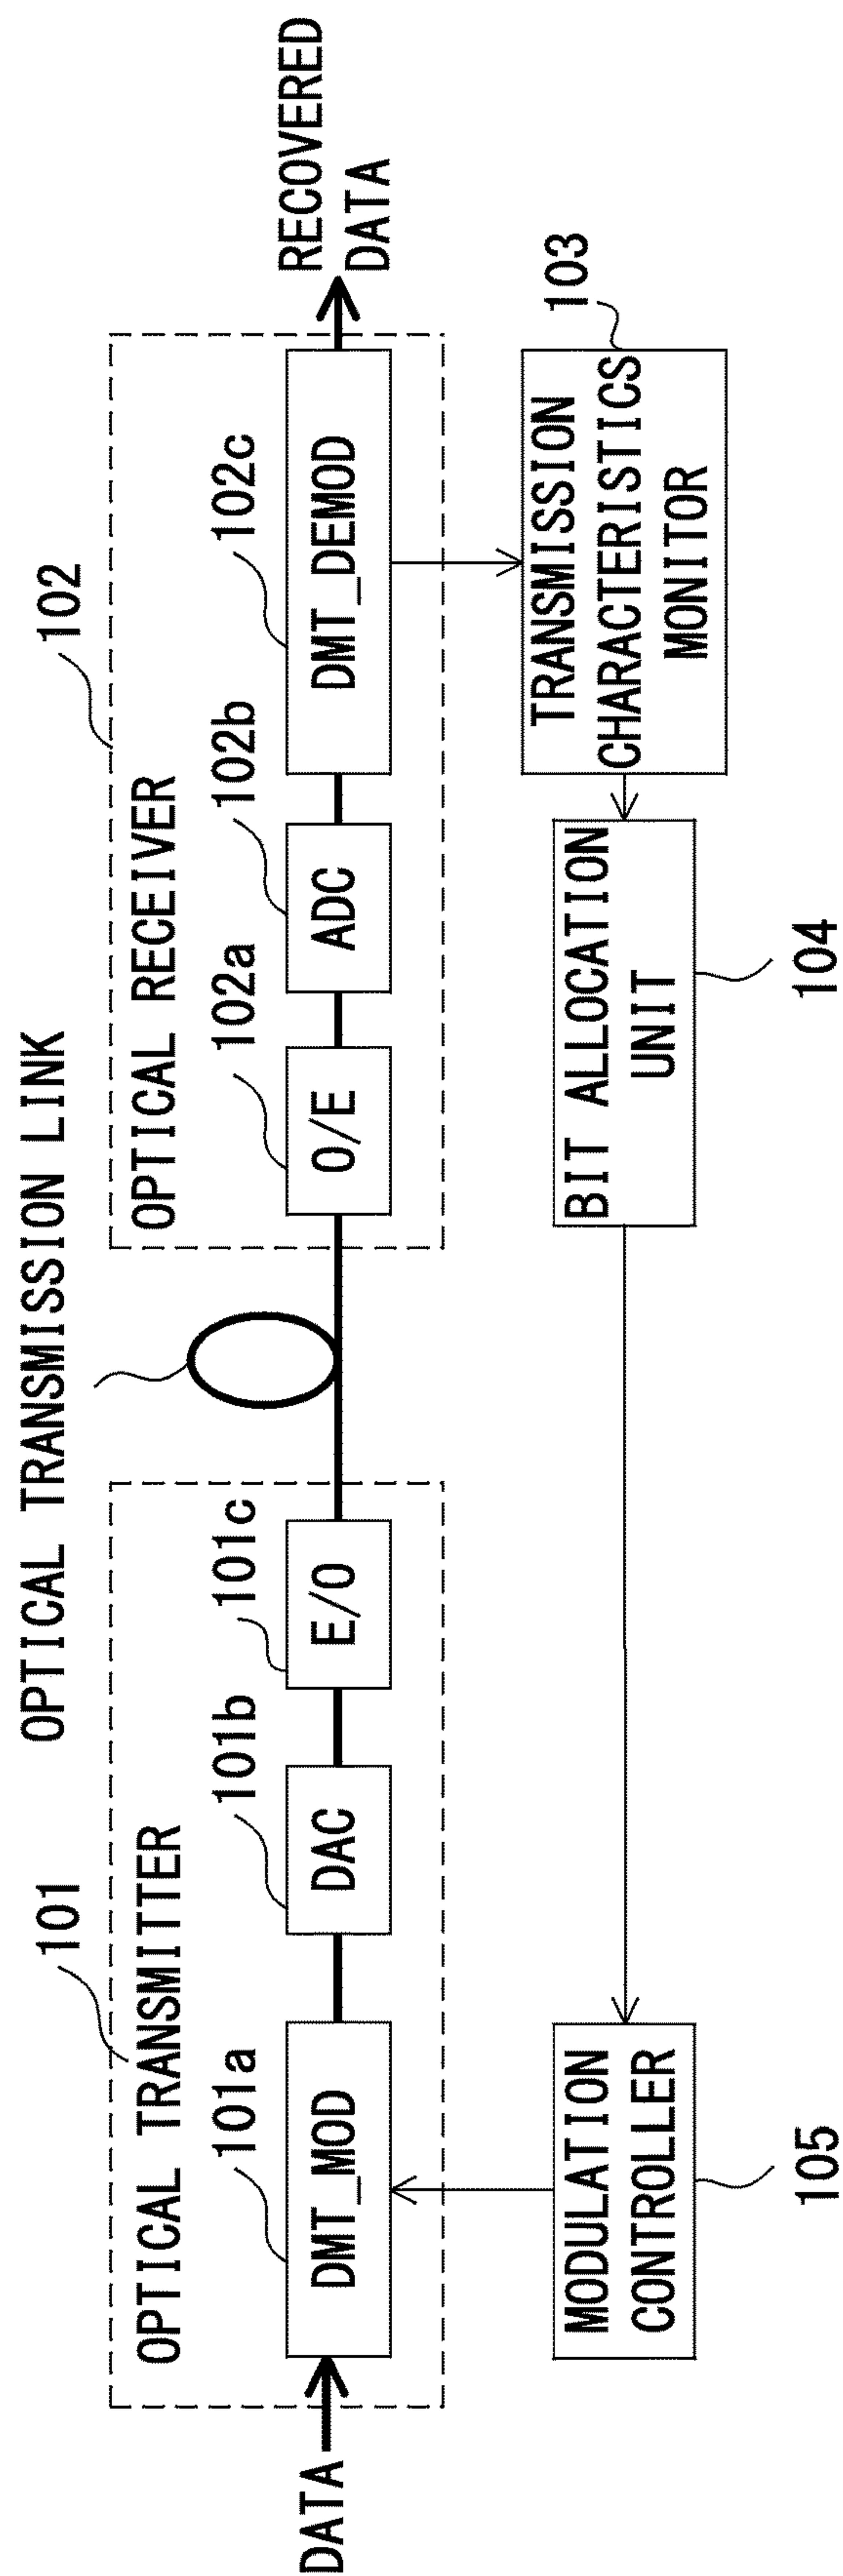 OPTICAL TRANSMISSION LINK
101
102
OPTICAL TRANSMITTER
OPTICAL RECEIVER
101a
101b
101c
102a
102b
102c
DATA
DMT_MOD
DAC
E/O
O/E
ADC
DMT_DEMOD
RECOVERED
DATA
103
MODULATION
CONTROLLER
105
BIT ALLOCATION
UNIT
104
TRANSMISSION
CHARACTERISTICS
MONITOR